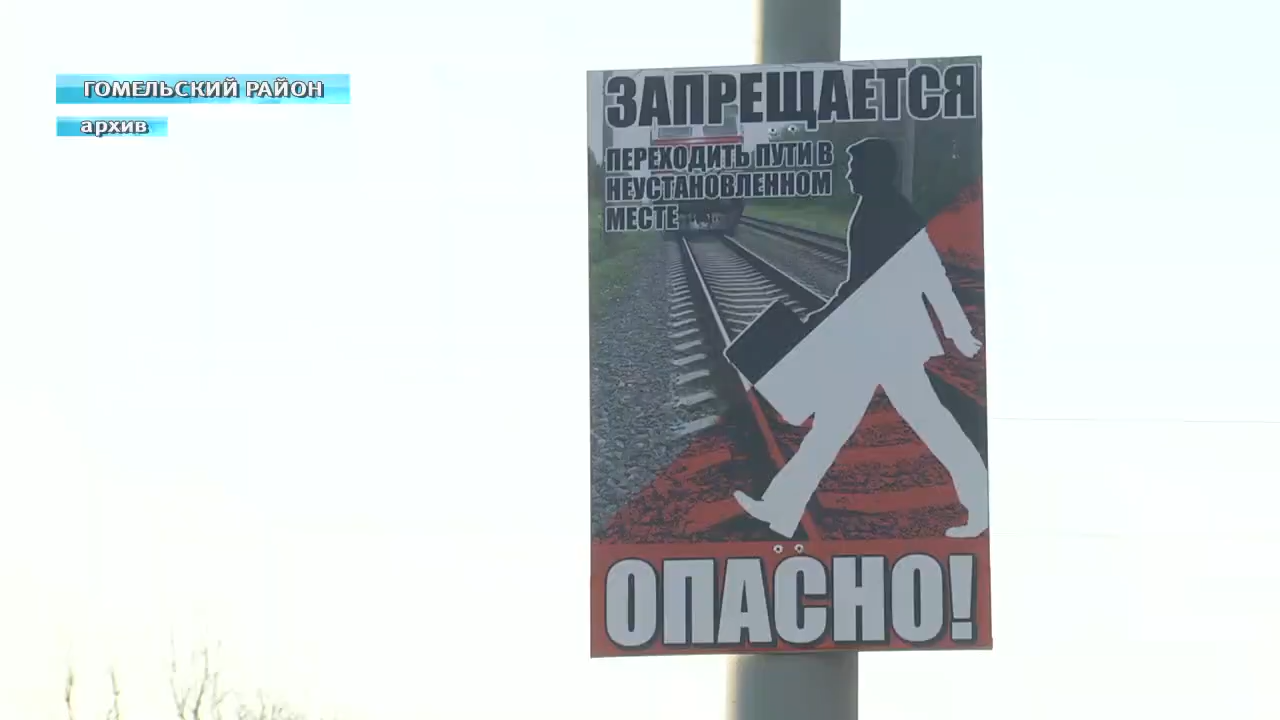 ГОМЕЛЬСКИЙ РАЙОН
архив
ЗАПРЕЩАЕТСЯ
ПЕРЕХОДИТЬ ПУТИ В
НЕУСТАНОВЛЕННОМ
МЕСТЕ
ОПАСНО!